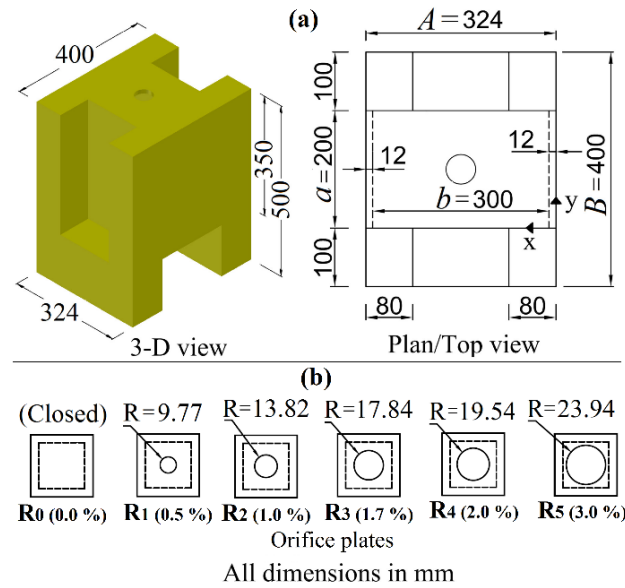 (a)
400
350
500
324
3-D view
A=324
100
a=200
100
12
12
b=300
B=400
y
x
80
80
Plan/Top view
(b)
(Closed) R=9.77 R=13.82 R=17.84 R=19.54 R=23.94
R0 (0.0 %) R1 (0.5 %) R2 (1.0 %) R3 (1.7 %) R4 (2.0 %) R5 (3.0 %)
Orifice plates
All dimensions in mm